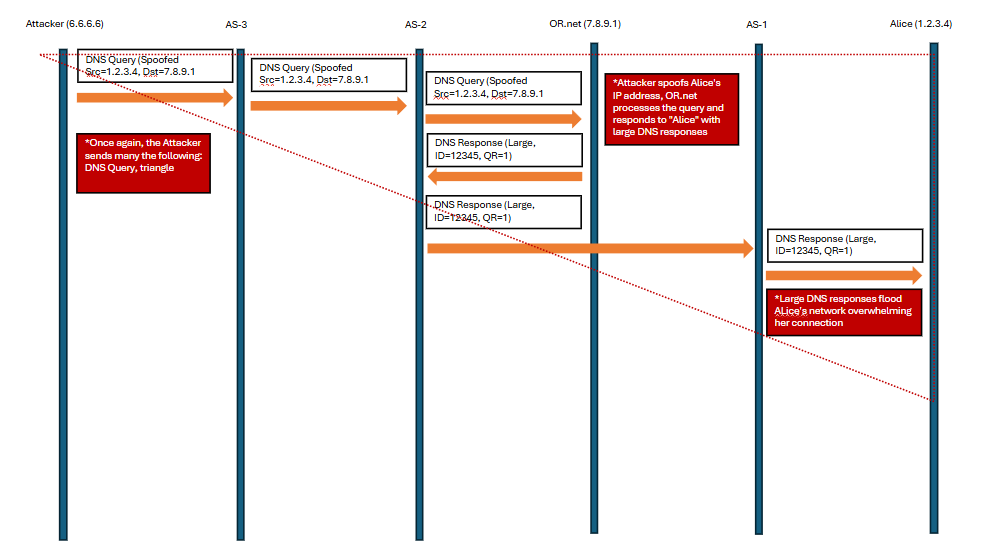 Attacker (6.6.6.6)
AS-3
AS-2
OR.net (7.8.9.1)
AS-1
Alice (1.2.3.4)
DNS Query (Spoofed
Src=1.2.3.4, Dst=7.8.9.1
DNS Query (Spoofed
Src=1.2.3.4, Dst=7.8.9.1
DNS Query (Spoofed
Src=1.2.3.4, Dst=7.8.9.1
*Attacker spoofs Alice's
IP address, OR.net
processes the query and
responds to "Alice" with
large DNS responses
*Once again, the Attacker
sends many the following:
DNS Query, triangle
DNS Response (Large,
ID=12345, QR=1)
DNS Response (Large,
ID=12345, QR=1)
DNS Response (Large,
ID=12345, QR=1)
*Large DNS responses flood
ALice's network overwhelming
her connection